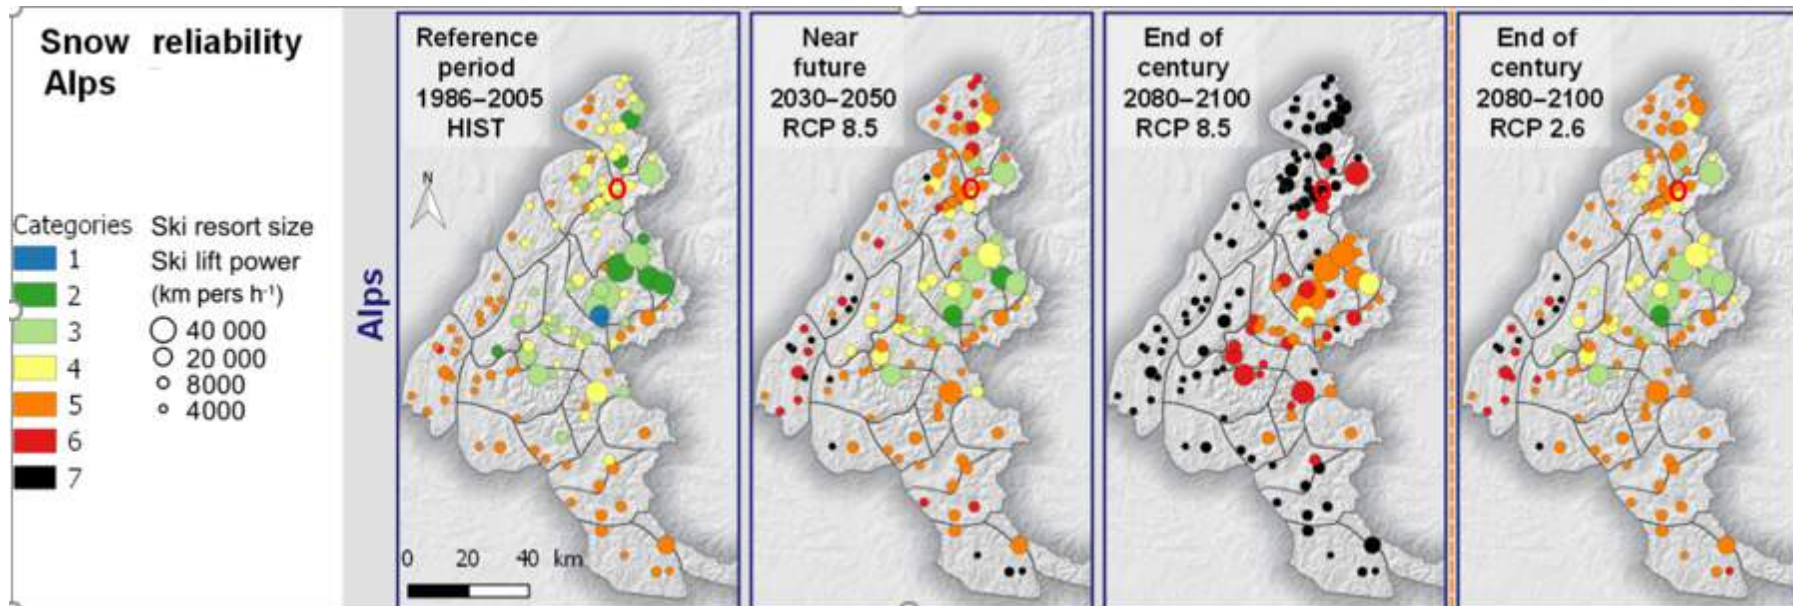 Snow reliability
Alps
Categories
1
2
3
4
5
6
7
Ski resort size
Ski lift power
(km pers h⁻¹)
40 000
20 000
8000
4000
Alps
Reference
period
1986–2005
HIST
N
0 20 40 km
Near
future
2030–2050
RCP 8.5
End of
century
2080–2100
RCP 8.5
End of
century
2080–2100
RCP 2.6